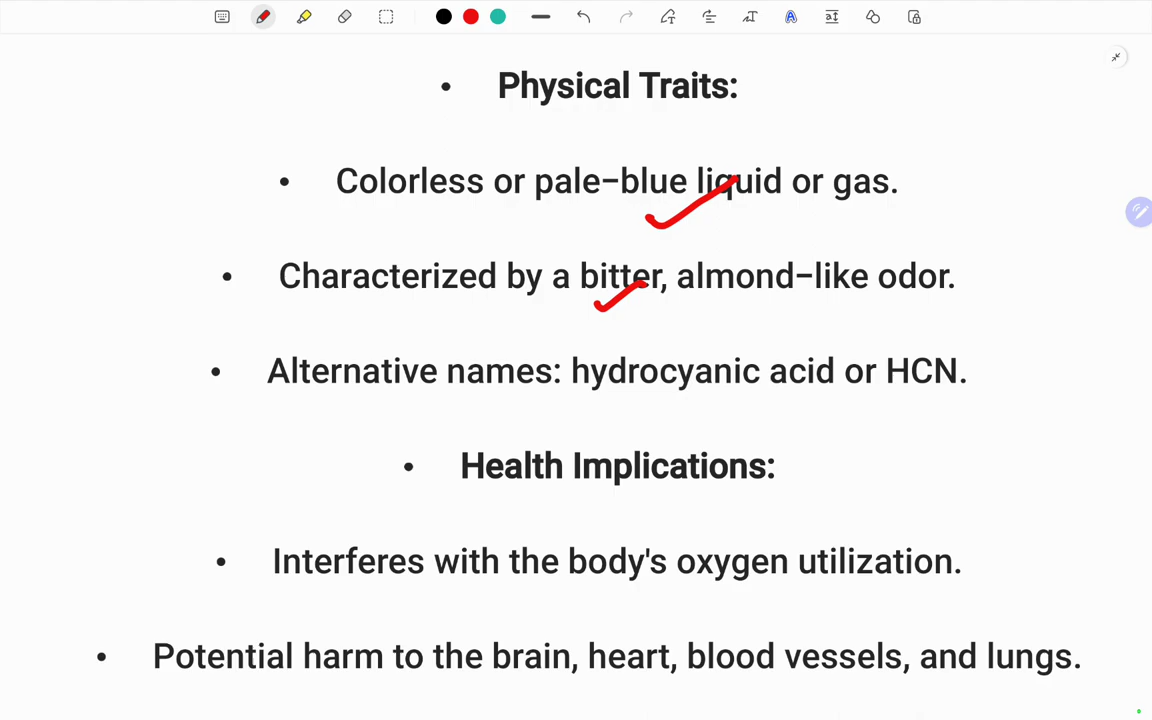 • Physical Traits:
• Colorless or pale-blue liquid or gas.
• Characterized by a bitter, almond-like odor.
• Alternative names: hydrocyanic acid or HCN.
• Health Implications:
• Interferes with the body's oxygen utilization.
• Potential harm to the brain, heart, blood vessels, and lungs.